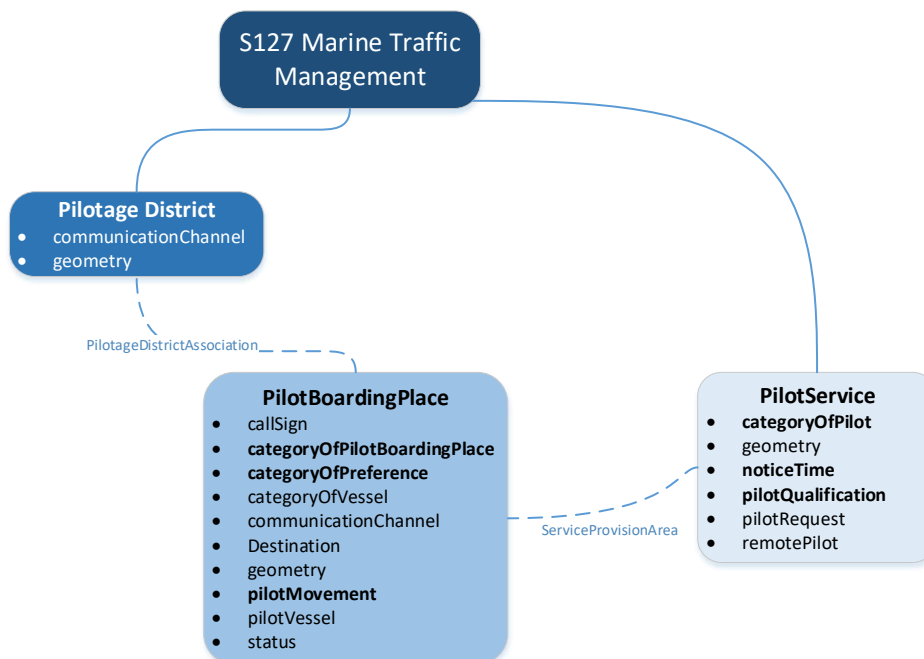 S127 Marine Traffic
Management
Pilotage District
• communicationChannel
• geometry
PilotageDistrictAssociation
PilotBoardingPlace
• callSign
• categoryOfPilotBoardingPlace
• categoryOfPreference
• categoryOfVessel
• communicationChannel
• Destination
• geometry
• pilotMovement
• pilotVessel
• status
ServiceProvisionArea
PilotService
• categoryOfPilot
• geometry
• noticeTime
• pilotQualification
• pilotRequest
• remotePilot